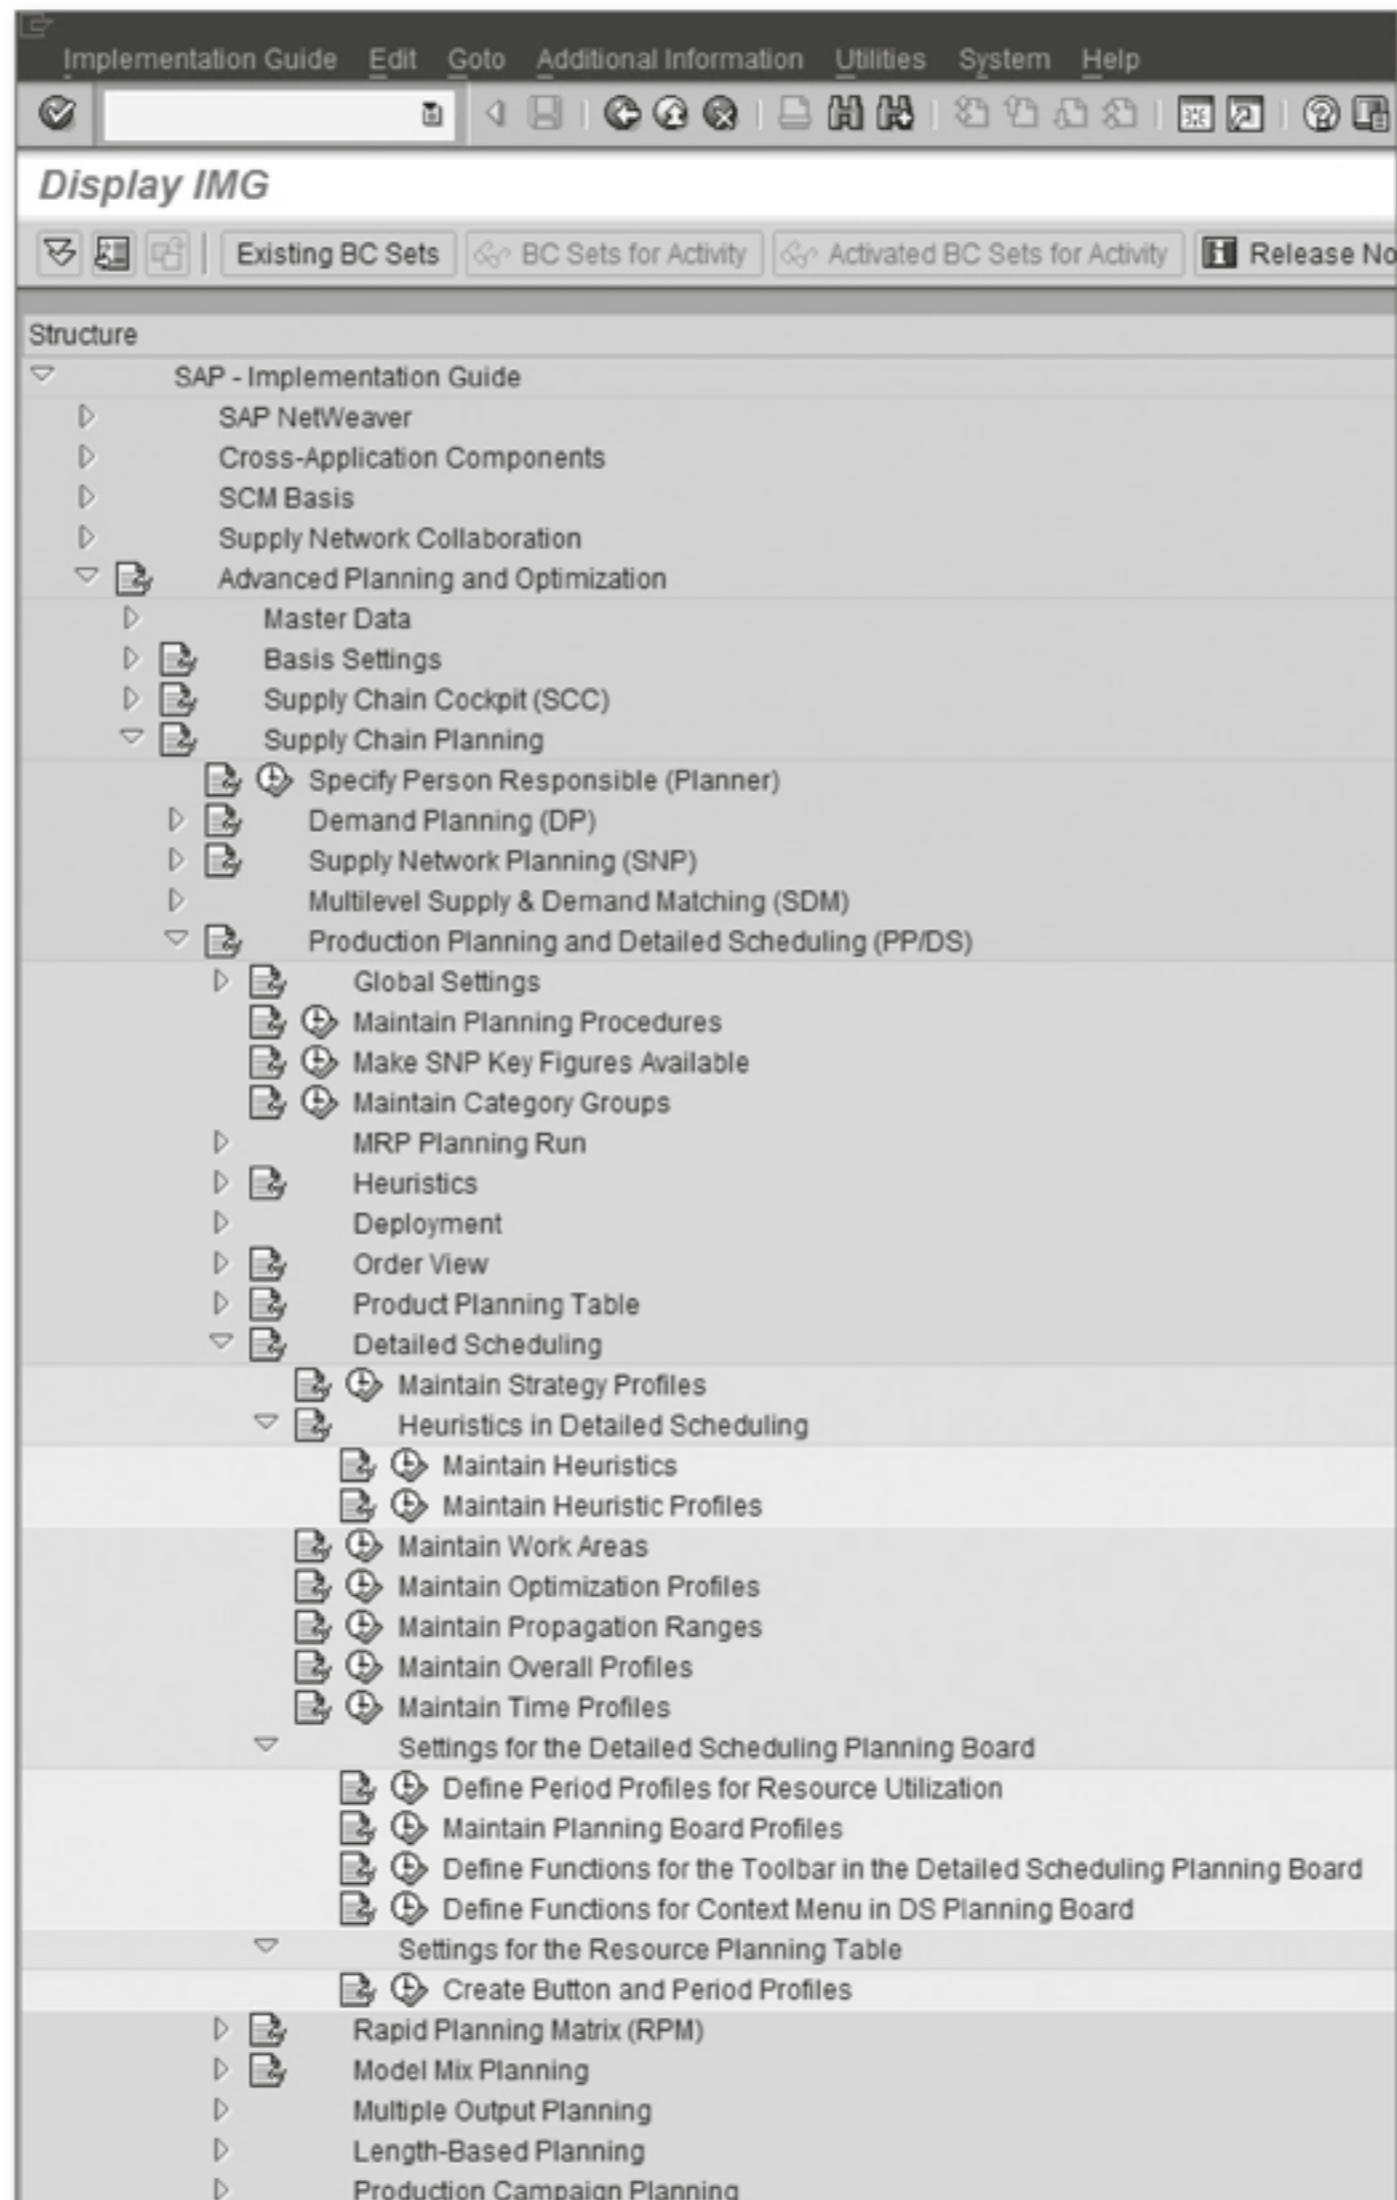 Implementation Guide Edit Goto Additional Information Utilities System Help
Display IMG
Existing BC Sets BC Sets for Activity Activated BC Sets for Activity Release No
Structure
SAP - Implementation Guide
SAP NetWeaver
Cross-Application Components
SCM Basis
Supply Network Collaboration
Advanced Planning and Optimization
Master Data
Basis Settings
Supply Chain Cockpit (SCC)
Supply Chain Planning
Specify Person Responsible (Planner)
Demand Planning (DP)
Supply Network Planning (SNP)
Multilevel Supply & Demand Matching (SDM)
Production Planning and Detailed Scheduling (PP/DS)
Global Settings
Maintain Planning Procedures
Make SNP Key Figures Available
Maintain Category Groups
MRP Planning Run
Heuristics
Deployment
Order View
Product Planning Table
Detailed Scheduling
Maintain Strategy Profiles
Heuristics in Detailed Scheduling
Maintain Heuristics
Maintain Heuristic Profiles
Maintain Work Areas
Maintain Optimization Profiles
Maintain Propagation Ranges
Maintain Overall Profiles
Maintain Time Profiles
Settings for the Detailed Scheduling Planning Board
Define Period Profiles for Resource Utilization
Maintain Planning Board Profiles
Define Functions for the Toolbar in the Detailed Scheduling Planning Board
Define Functions for Context Menu in DS Planning Board
Settings for the Resource Planning Table
Create Button and Period Profiles
Rapid Planning Matrix (RPM)
Model Mix Planning
Multiple Output Planning
Length-Based Planning
Production Campaign Planning